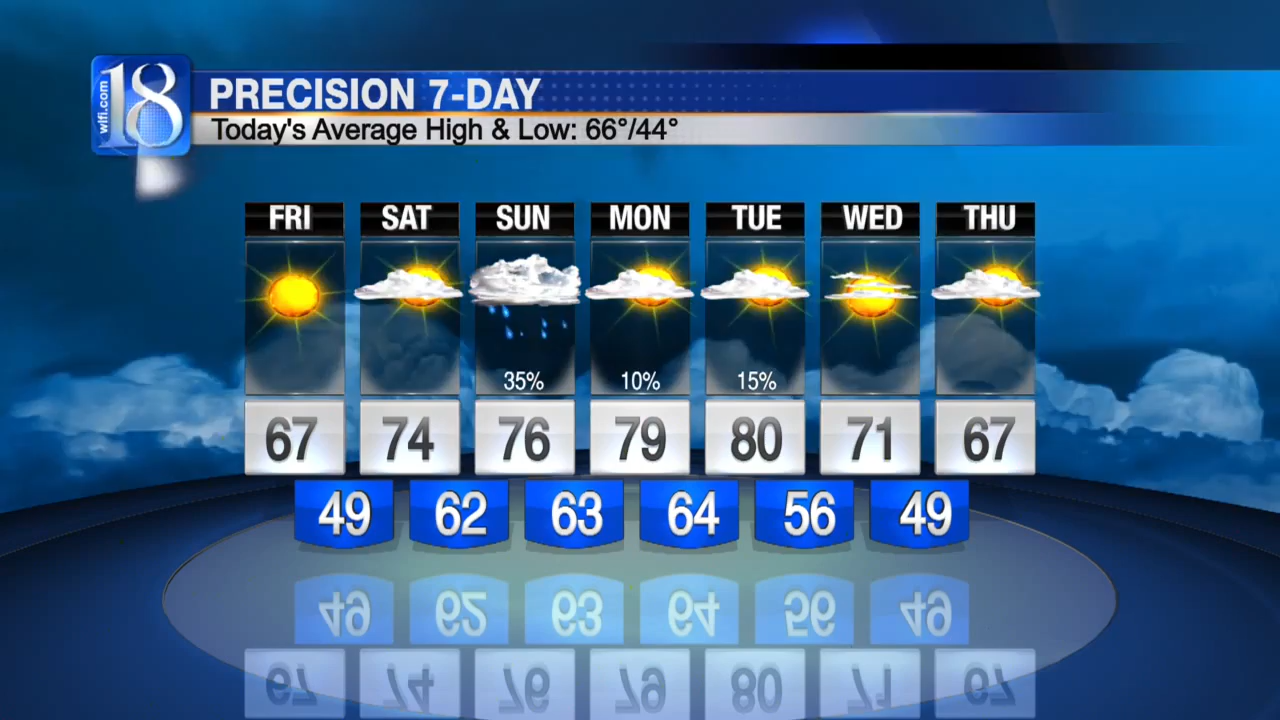 wlfi.com
18
PRECISION 7-DAY
Today's Average High & Low: 66°/44°
FRI SAT SUN MON TUE WED THU
35% 10% 15%
67 74 76 79 80 71 67
49 62 63 64 56 49